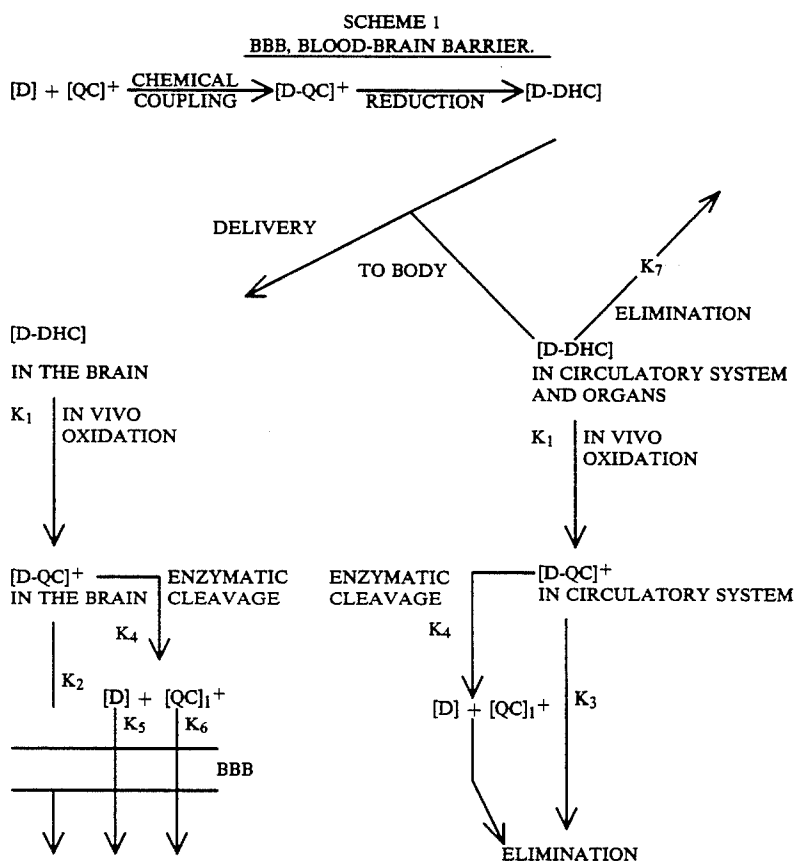 SCHEME 1
BBB, BLOOD-BRAIN BARRIER.
[D] + [QC]+ CHEMICAL COUPLING [D-QC]+ REDUCTION [D-DHC]
DELIVERY
TO BODY
K7
ELIMINATION
[D-DHC]
IN THE BRAIN
K1 IN VIVO
OXIDATION
[D-DHC]
IN CIRCULATORY SYSTEM
AND ORGANS
K1 IN VIVO
OXIDATION
[D-QC]+
IN THE BRAIN
ENZYMATIC
CLEAVAGE
K4
K2
[D] + [QC]1+
K5 K6
BBB
ENZYMATIC
CLEAVAGE
K4
[D-QC]+
IN CIRCULATORY SYSTEM
[D] + [QC]1+
K3
ELIMINATION